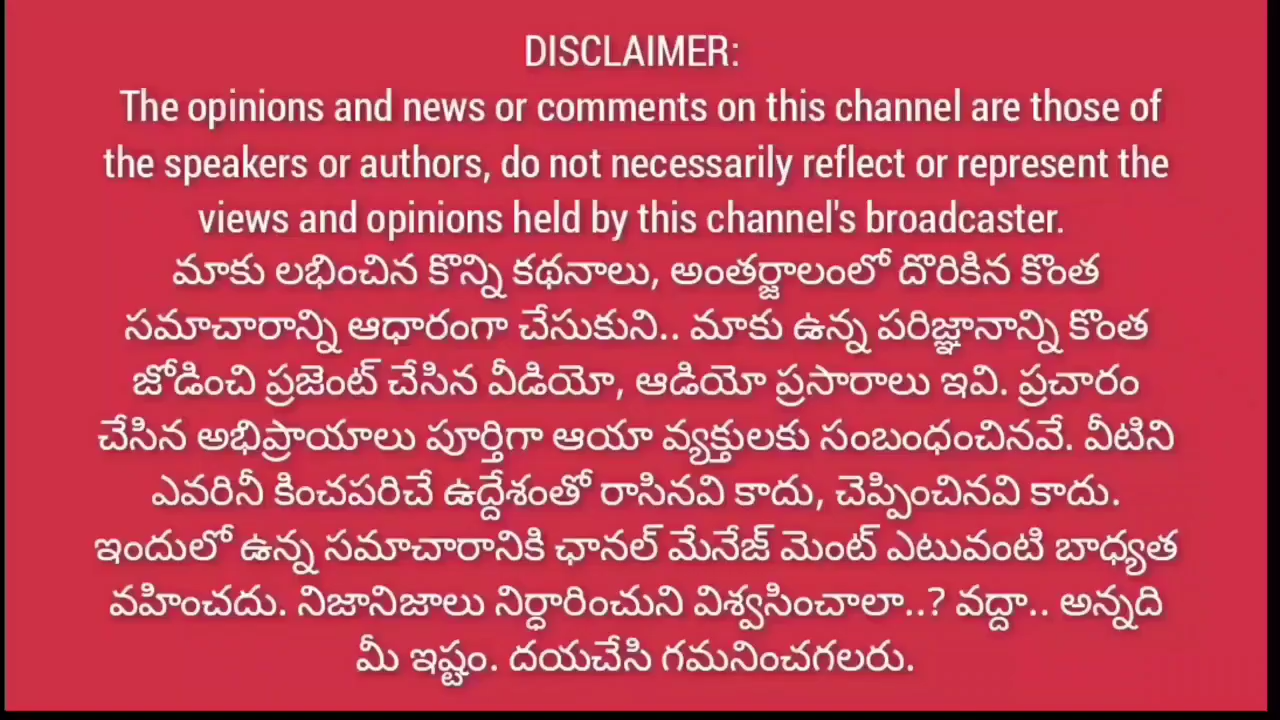 DISCLAIMER:
The opinions and news or comments on this channel are those of
the speakers or authors, do not necessarily reflect or represent the
views and opinions held by this channel's broadcaster.
మాకు లభించిన కొన్ని కథనాలు, అంతర్జాలంలో దొరికిన కొంత
సమాచారాన్ని ఆధారంగా చేసుకుని.. మాకు ఉన్న పరిజ్ఞానాన్ని కొంత
జోడించి ప్రజెంట్ చేసిన వీడియో, ఆడియో ప్రసారాలు ఇవి. ప్రచారం
చేసిన అభిప్రాయాలు పూర్తిగా ఆయా వ్యక్తులకు సంబంధంచినవే. వీటిని
ఎవరినీ కించపరిచే ఉద్దేశంతో రాసినవి కాదు, చెప్పించినవి కాదు.
ఇందులో ఉన్న సమాచారానికి ఛానల్ మేనేజ్ మెంట్ ఎటువంటి బాధ్యత
వహించదు. నిజానిజాలు నిర్ధారించుని విశ్వసించాలా..? వద్దా.. అన్నది
మీ ఇష్టం. దయచేసి గమనించగలరు.